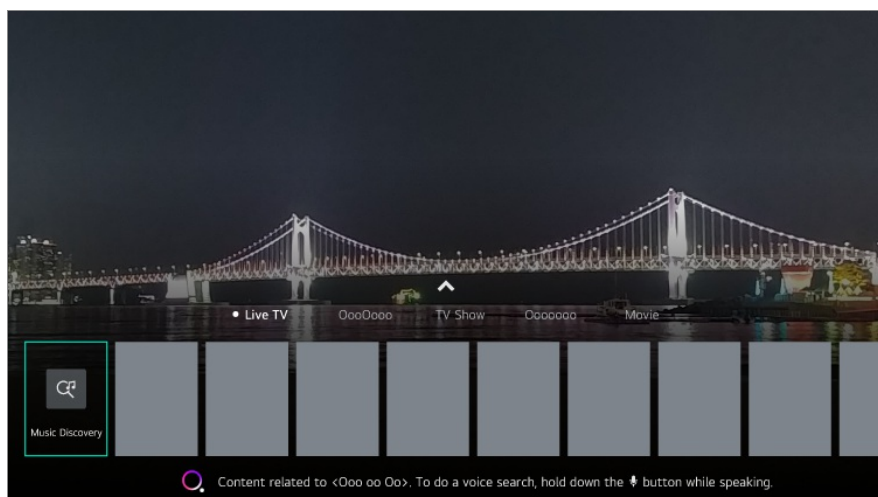 Live TV OooOooo TV Show Ooooooo Movie
Music Discovery
Content related to <Ooo oo Oo>. To do a voice search, hold down the button while speaking.